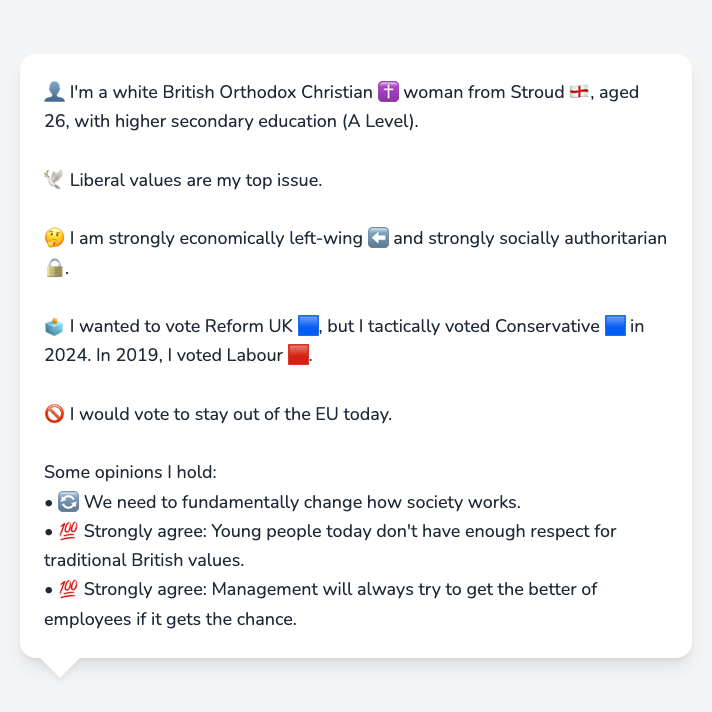 👤 I'm a white British Orthodox Christian ✝️ woman from Stroud 🏴󠁧󠁢󠁥󠁮󠁧󠁿, aged
26, with higher secondary education (A Level).
🕊️ Liberal values are my top issue.
🤔 I am strongly economically left-wing ⬅️ and strongly socially authoritarian
🔒.
🗳️ I wanted to vote Reform UK 🟦, but I tactically voted Conservative 🟦 in
2024. In 2019, I voted Labour 🟥.
🚫 I would vote to stay out of the EU today.
Some opinions I hold:
• 🔄 We need to fundamentally change how society works.
• 💯 Strongly agree: Young people today don't have enough respect for
traditional British values.
• 💯 Strongly agree: Management will always try to get the better of
employees if it gets the chance.